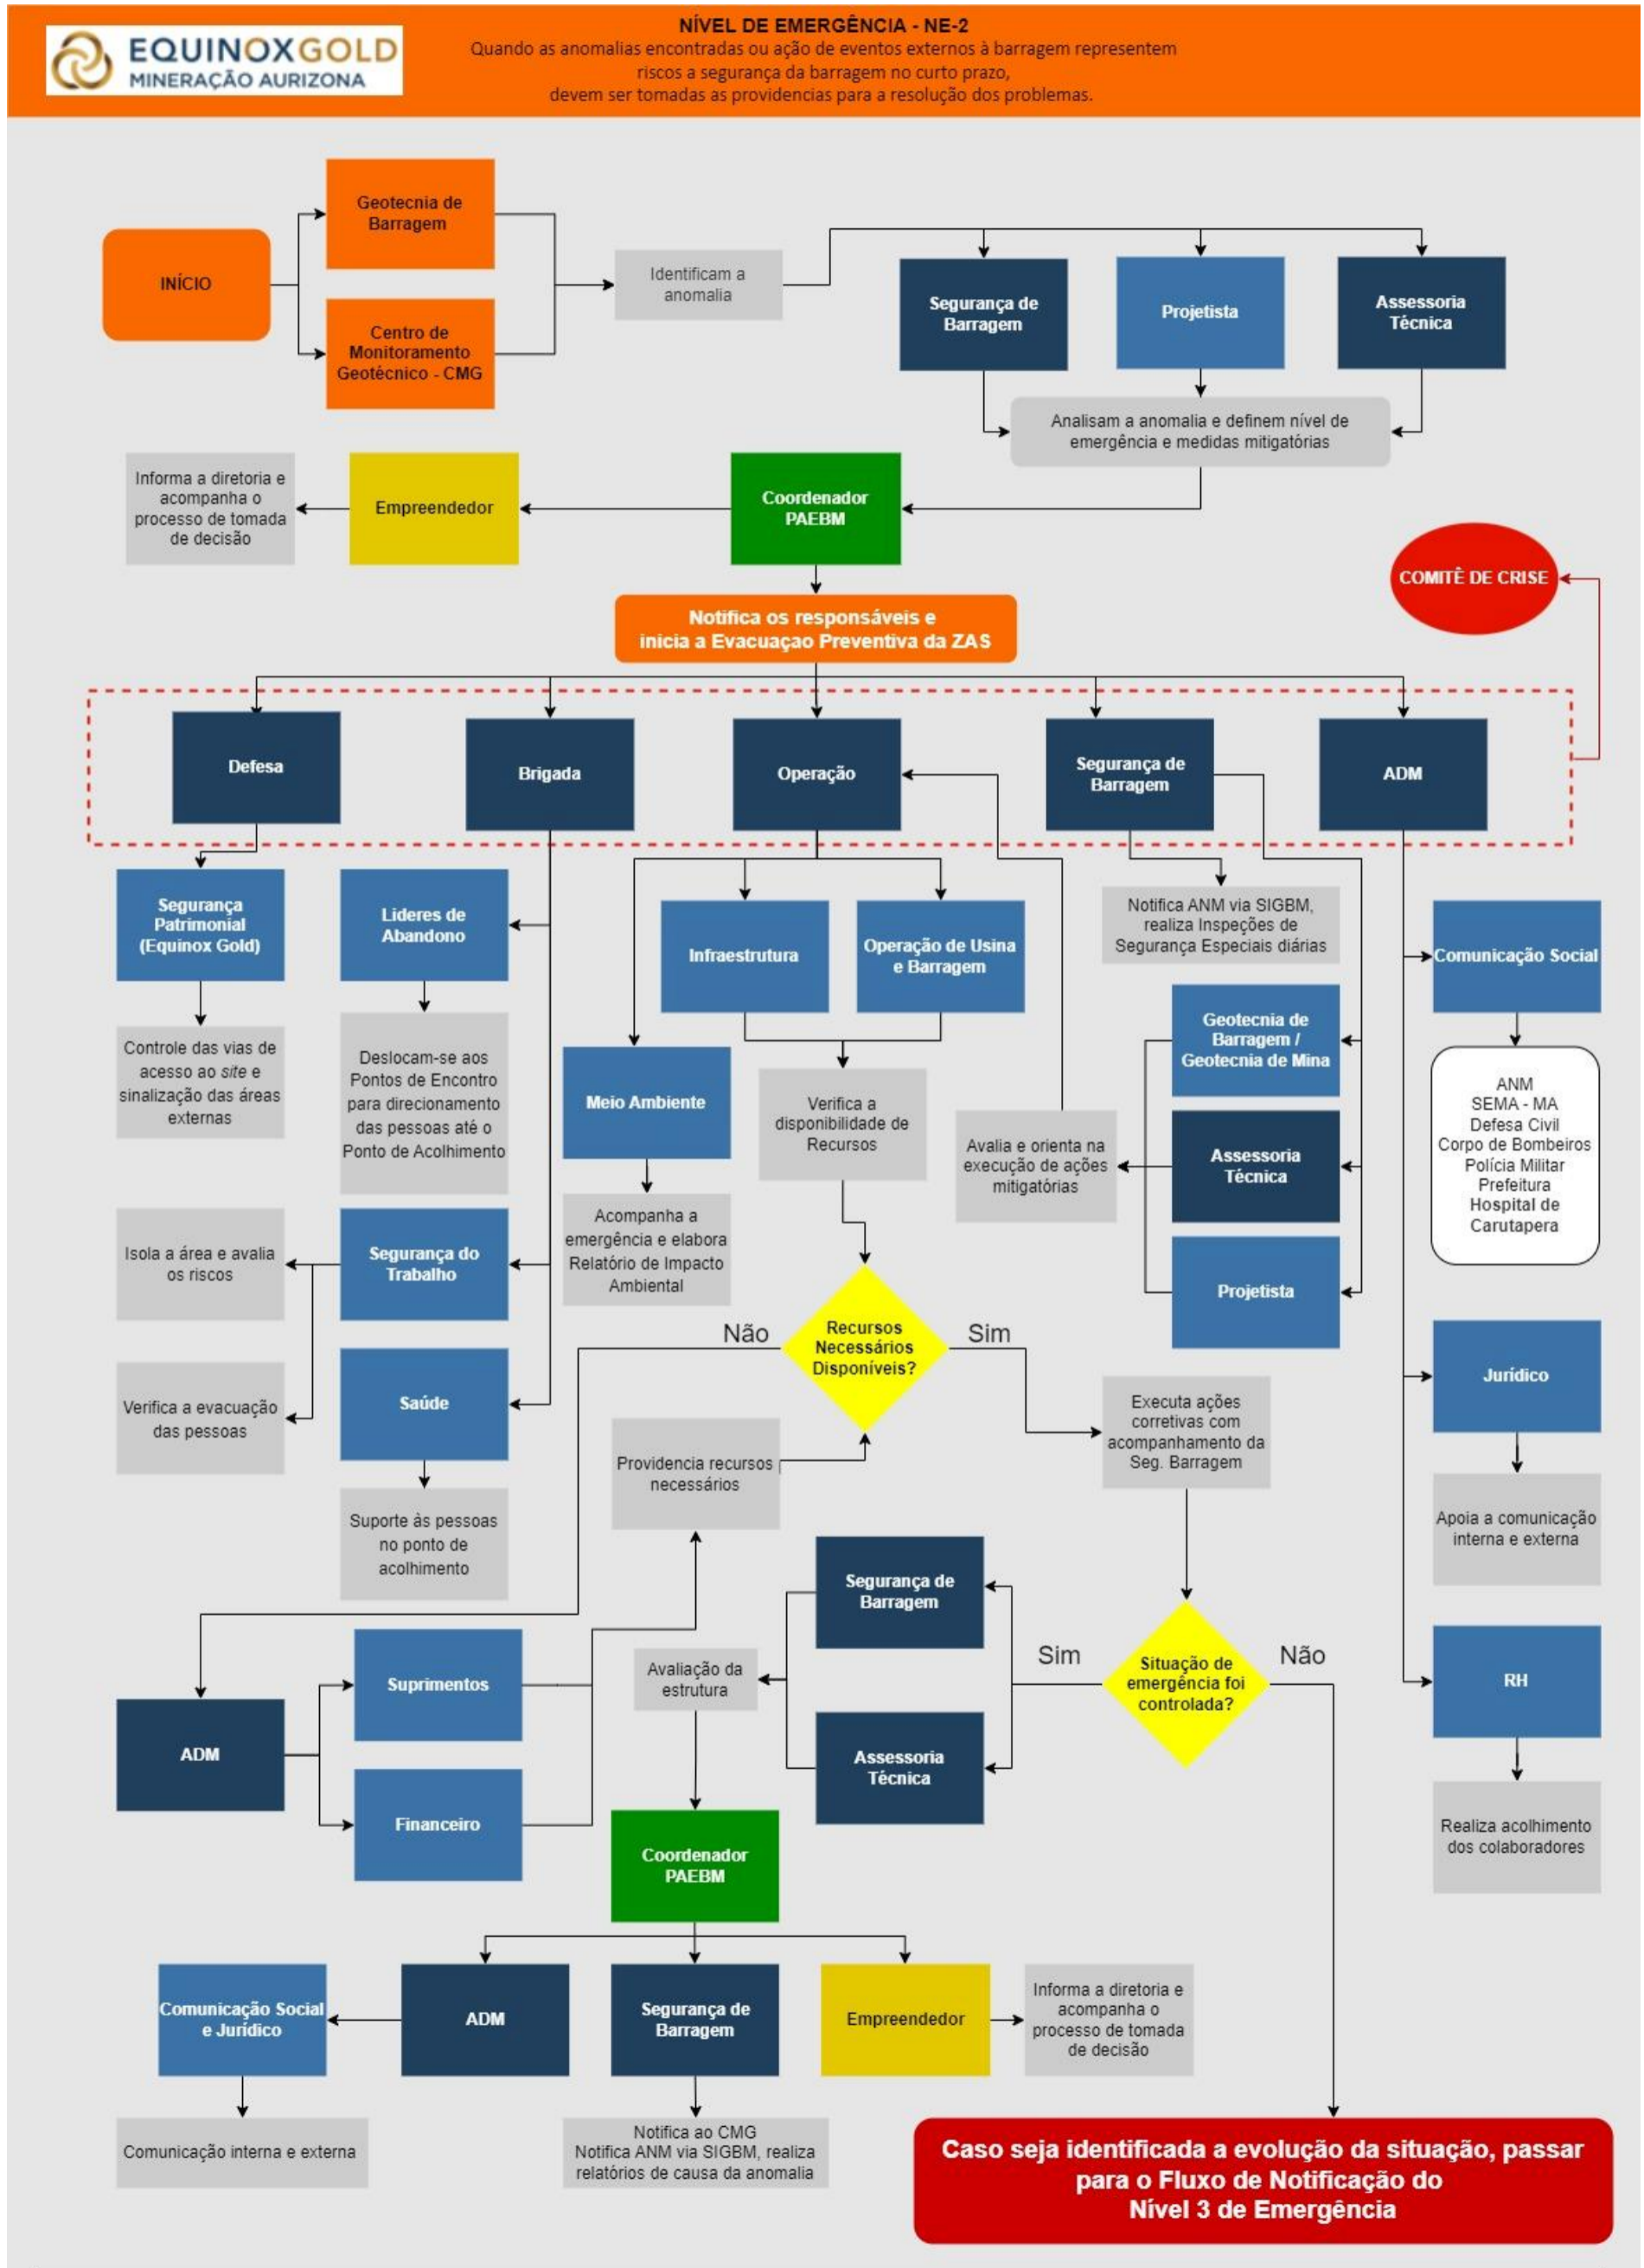 EQUINOXGOLD
MINERAÇÃO AURIZONA
NÍVEL DE EMERGÊNCIA - NE-2
Quando as anomalias encontradas ou ação de eventos externos à barragem representem
riscos a segurança da barragem no curto prazo,
devem ser tomadas as providencias para a resolução dos problemas.
INÍCIO
Geotecnia de
Barragem
Centro de
Monitoramento
Geotécnico - CMG
Identificam a
anomalia
Segurança de
Barragem
Projetista
Assessoria
Técnica
Analisam a anomalia e definem nível de
emergência e medidas mitigatórias
Informa a diretoria e
acompanha o
processo de tomada
de decisão
Empreendedor
Coordenador
PAEBM
COMITÊ DE CRISE
Notifica os responsáveis e
inicia a Evacuaçao Preventiva da ZAS
Defesa
Brigada
Operação
Segurança de
Barragem
ADM
Segurança
Patrimonial
(Equinox Gold)
Lideres de
Abandono
Infraestrutura
Operação de Usina
e Barragem
Notifica ANM via SIGBM,
realiza Inspeções de
Segurança Especiais diárias
Comunicação Social
Controle das vias de
acesso ao site e
sinalização das áreas
externas
Deslocam-se aos
Pontos de Encontro
para direcionamento
das pessoas até o
Ponto de Acolhimento
Meio Ambiente
Verifica a
disponibilidade de
Recursos
Avalia e orienta na
execução de ações
mitigatórias
Geotecnia de
Barragem /
Geotecnia de Mina
Assessoria
Técnica
Projetista
ANM
SEMA - MA
Defesa Civil
Corpo de Bombeiros
Polícia Militar
Prefeitura
Hospital de
Carutapera
Isola a área e avalia
os riscos
Segurança do
Trabalho
Acompanha a
emergência e elabora
Relatório de Impacto
Ambiental
Não
Recursos
Necessários
Disponíveis?
Sim
Verifica a evacuação
das pessoas
Saúde
Jurídico
Executa ações
corretivas com
acompanhamento da
Seg. Barragem
Providencia recursos
necessários
Suporte às pessoas
no ponto de
acolhimento
Apoia a comunicação
interna e externa
Segurança de
Barragem
Avaliação da
estrutura
Sim
Situação de
emergência foi
controlada?
Não
RH
Suprimentos
ADM
Assessoria
Técnica
Financeiro
Realiza acolhimento
dos colaboradores
Coordenador
PAEBM
Comunicação Social
e Jurídico
ADM
Segurança de
Barragem
Empreendedor
Informa a diretoria e
acompanha o
processo de tomada
de decisão
Comunicação interna e externa
Notifica ao CMG
Notifica ANM via SIGBM, realiza
relatórios de causa da anomalia
Caso seja identificada a evolução da situação, passar
para o Fluxo de Notificação do
Nível 3 de Emergência